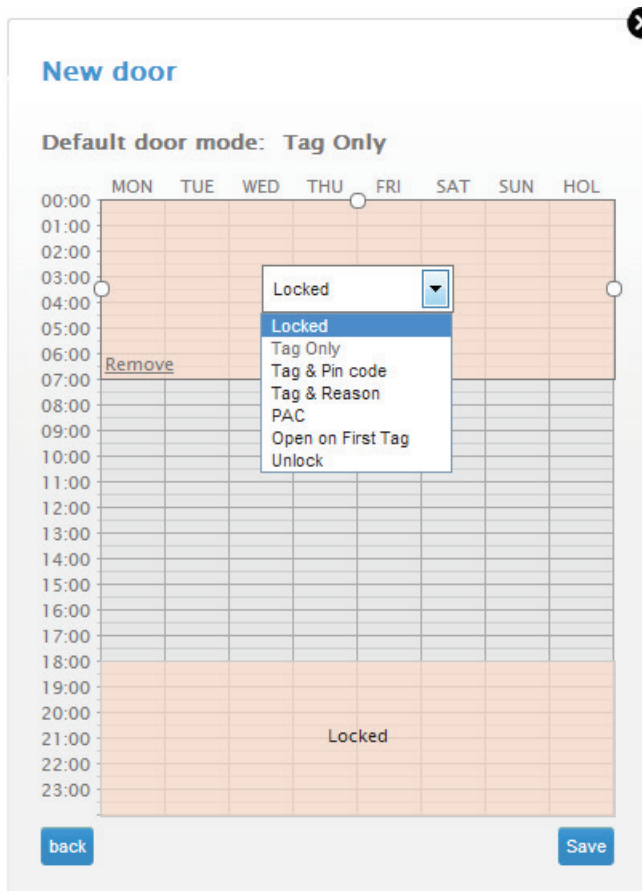 New door
Default door mode: Tag Only
MON TUE WED THU FRI SAT SUN HOL
00:00
01:00
02:00
03:00
Locked
04:00
Locked
05:00
Tag Only
06:00
Remove
Tag & Pin code
07:00
Tag & Reason
08:00
PAC
09:00
Open on First Tag
10:00
Unlock
11:00
12:00
13:00
14:00
15:00
16:00
17:00
18:00
19:00
20:00
21:00
Locked
22:00
23:00
back
Save